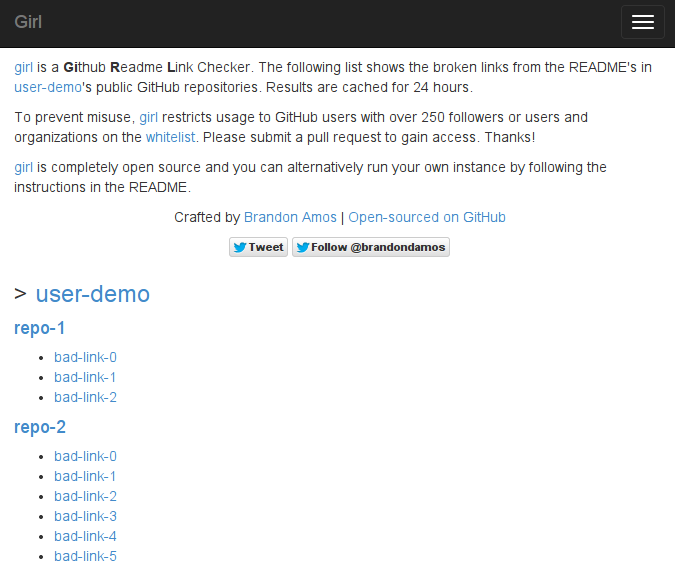 Girl
girl is a Github Readme Link Checker. The following list shows the broken links from the README's in
user-demo's public GitHub repositories. Results are cached for 24 hours.
To prevent misuse, girl restricts usage to GitHub users with over 250 followers or users and
organizations on the whitelist. Please submit a pull request to gain access. Thanks!
girl is completely open source and you can alternatively run your own instance by following the
instructions in the README.
Crafted by Brandon Amos | Open-sourced on GitHub
Tweet Follow @brandondamos
> user-demo
repo-1
• bad-link-0
• bad-link-1
• bad-link-2
repo-2
• bad-link-0
• bad-link-1
• bad-link-2
• bad-link-3
• bad-link-4
• bad-link-5